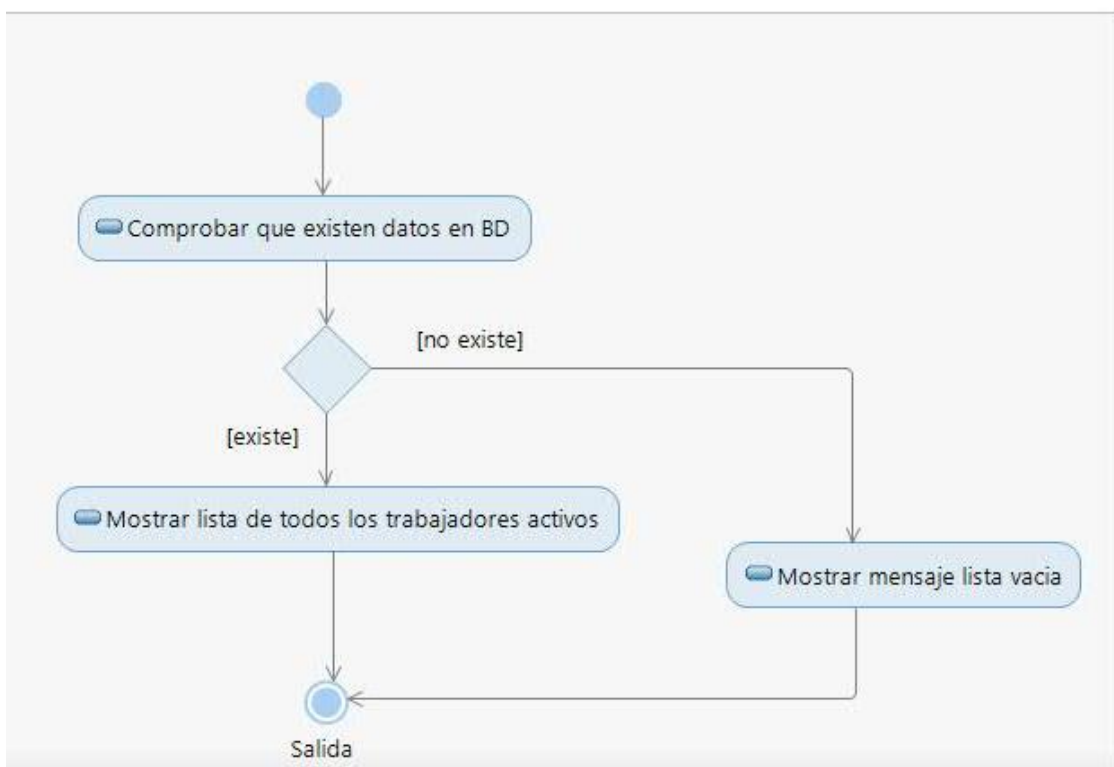 Comprobar que existen datos en BD
[no existe]
[existe]
Mostrar lista de todos los trabajadores activos
Mostrar mensaje lista vacia
Salida